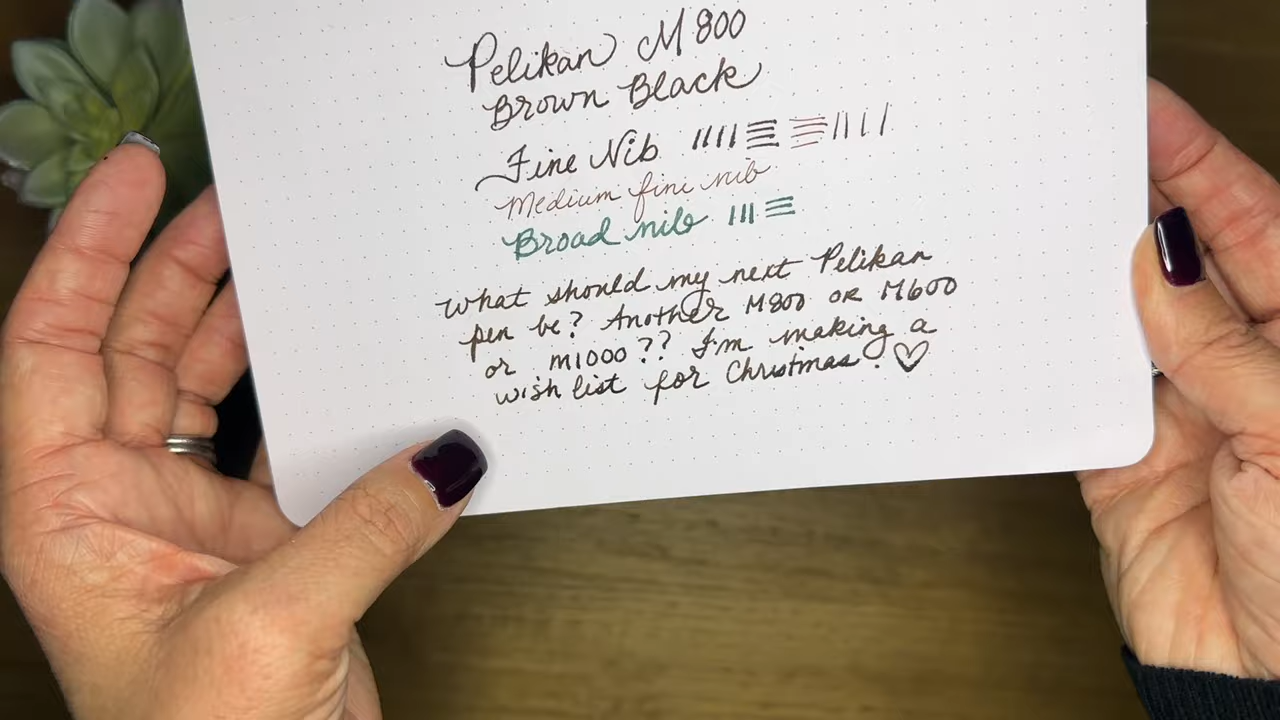 Pelikan M800
Brown Black
Fine Nib
Medium fine nib
Broad nib
What should my next Pelikan
pen be? Another M800 OR M600
or M1000?? I'm making a
wish list for Christmas.